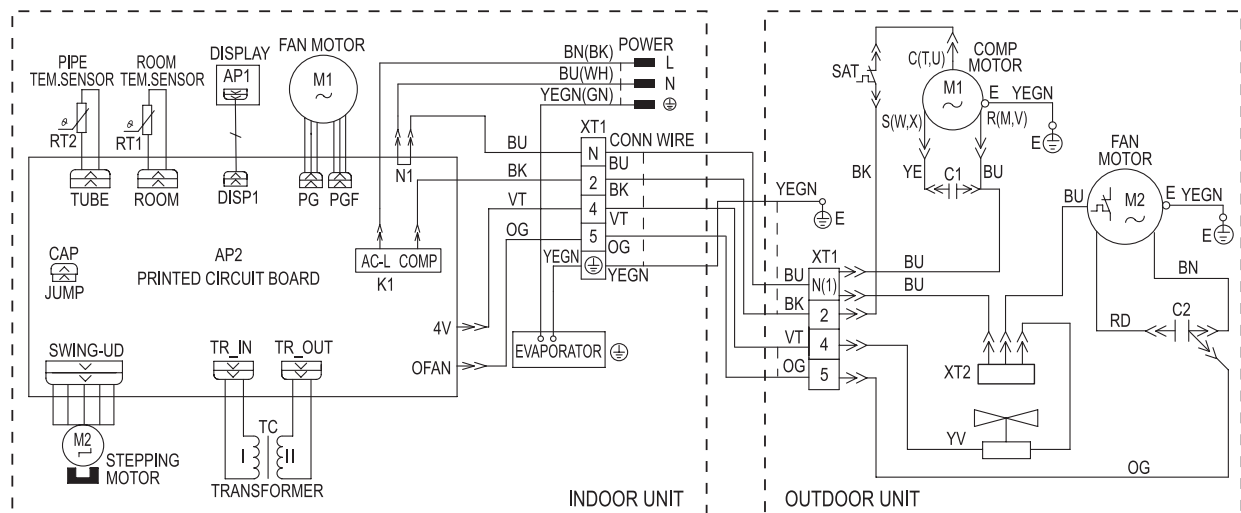 PIPE
TEM.SENSOR
ROOM
TEM.SENSOR
DISPLAY
AP1
FAN MOTOR
M1
~
BN(BK)
POWER
L
BU(WH)
N
YEGN(GN)
θ
RT2
θ
RT1
TUBE
ROOM
DISP1
PG
PGF
N1
AC-L COMP
K1
CAP
JUMP
AP2
PRINTED CIRCUIT BOARD
BU
BK
VT
OG
YEGN
XT1
N
2
4
5
CONN WIRE
BU
BK
VT
OG
YEGN
4V
OFAN
EVAPORATOR
SWING-UD
TR_IN
TR_OUT
M2
STEPPING
MOTOR
TC
I
II
TRANSFORMER
INDOOR UNIT
SAT
C(T,U)
COMP
MOTOR
M1
~
S(W,X)
R(M,V)
E
YEGN
E
BK
YE
C1
BU
FAN
MOTOR
BU
M2
~
E
YEGN
E
YEGN
E
XT1
BU
N(1)
BU
BU
BK
2
VT
4
OG
5
BN
RD
C2
XT2
YV
OG
OUTDOOR UNIT